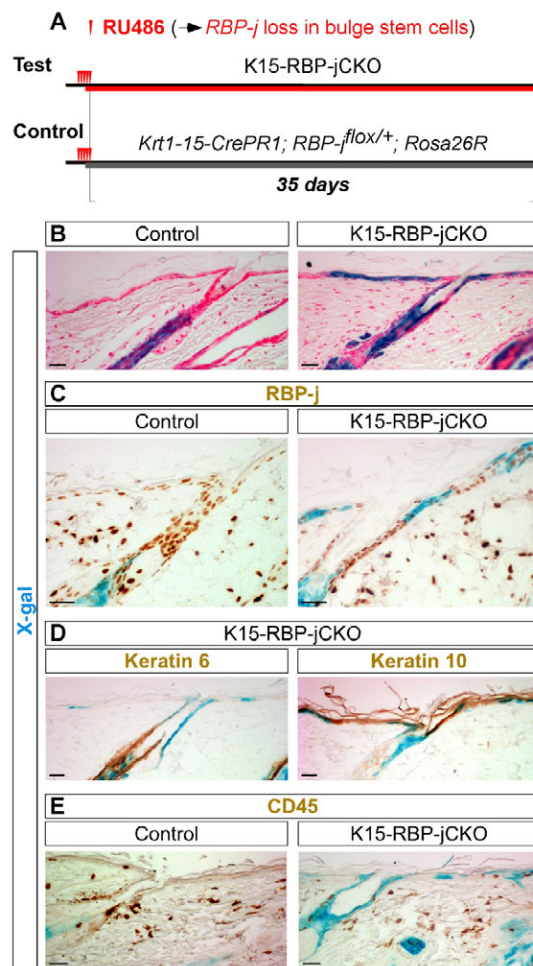 A
RU486 (→ RBP-j loss in bulge stem cells)
Test
K15-RBP-jCKO
Control
Krt1-15-CrePR1; RBP-jflox/+; Rosa26R
35 days
X-gal
B
Control
K15-RBP-jCKO
C
RBP-j
Control
K15-RBP-jCKO
D
K15-RBP-jCKO
Keratin 6
Keratin 10
E
CD45
Control
K15-RBP-jCKO